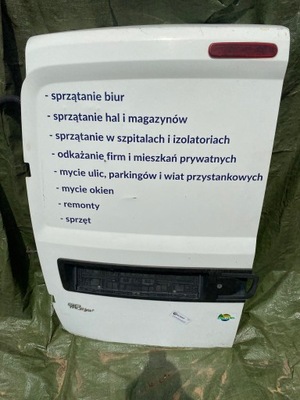 - sprzątanie biur
- sprzątanie hal i magazynów
- sprzątanie w szpitalach i izolatoriach
- odkażanie firm i mieszkań prywatnych
- mycie ulic, parkingów i wiat przystankowych
- mycie okien
- remonty
- sprzęt